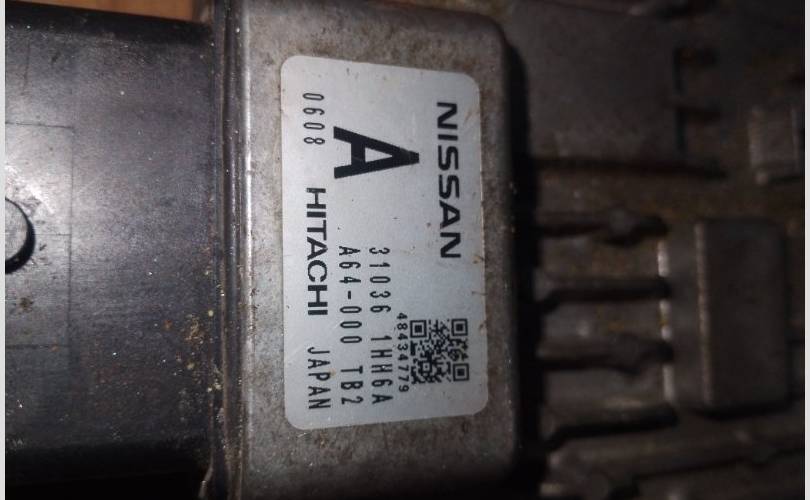 NISSAN
A
31036 1HH6A
48434779
A64-000 TB2
0608 HITACHI JAPAN